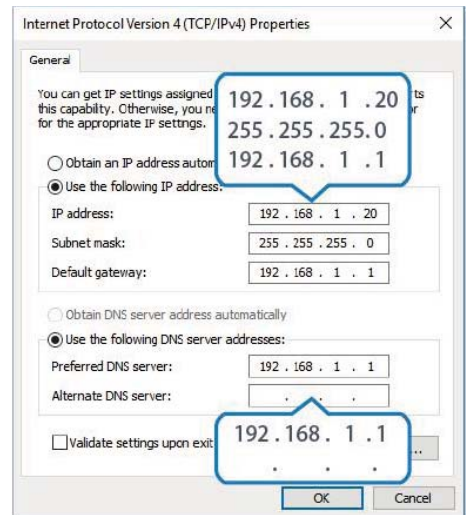 Internet Protocol Version 4 (TCP/IPv4) Properties
General
You can get IP settings assigned
this capability. Otherwise, you
for the appropriate IP settings.
192.168. 1 .20
255.255.255.0
192.168. 1 .1
Obtain an IP address
Use the following IP address:
IP address: 192 . 168 . 1 . 20
Subnet mask: 255 . 255 . 255 . 0
Default gateway: 192 . 168 . 1 . 1
Obtain DNS server address automatically
Use the following DNS server addresses:
Preferred DNS server: 192 . 168 . 1 . 1
Alternate DNS server: . . .
192.168. 1 .1
. . .
Validate settings upon exit
...
OK Cancel